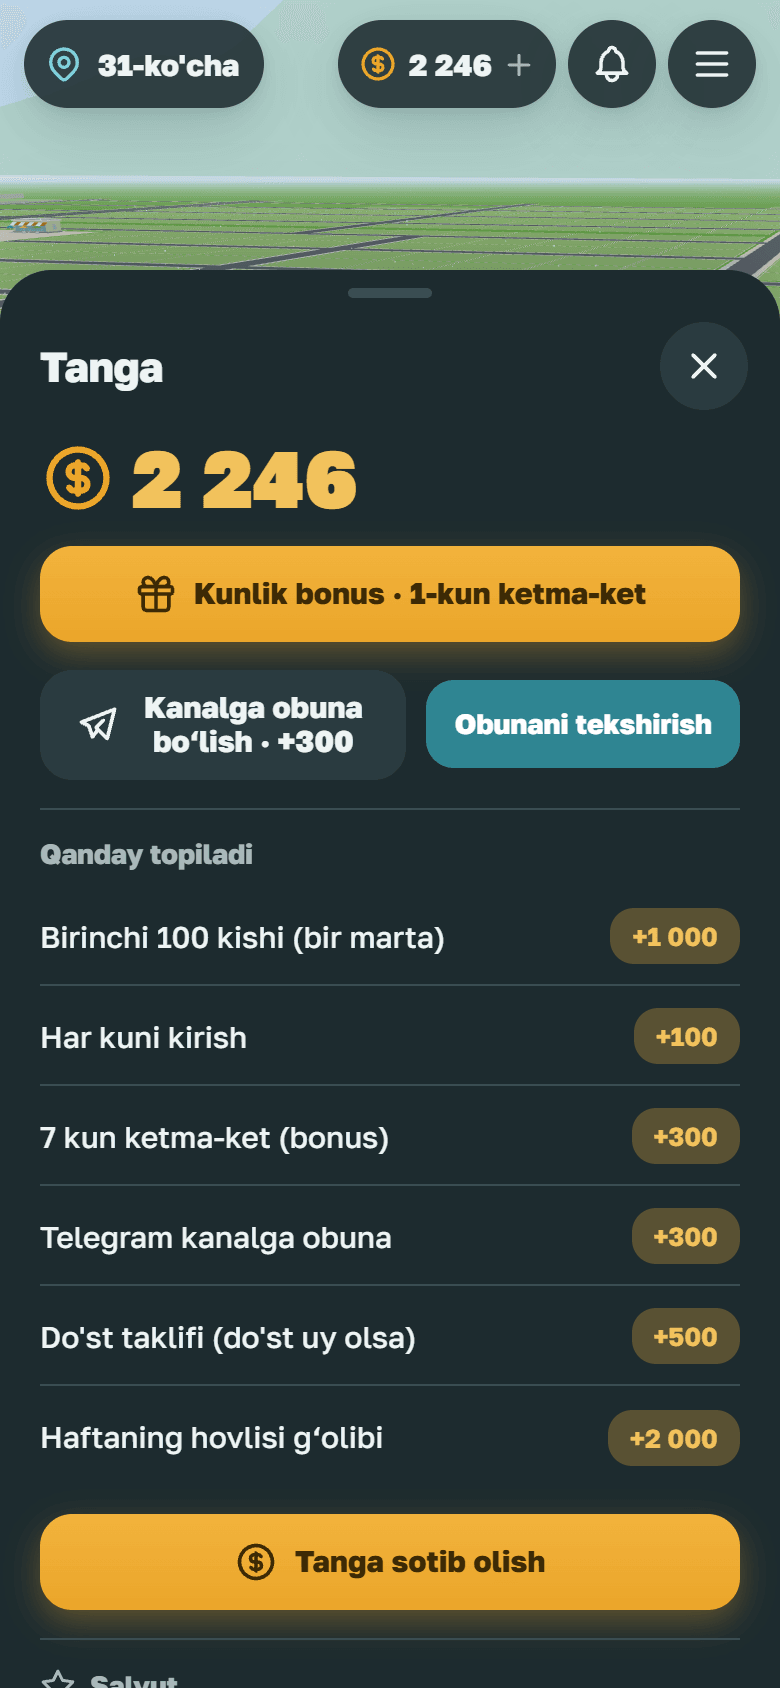 31-ko'cha
2 246 +
Tanga
2 246
Kunlik bonus · 1-kun ketma-ket
Kanalga obuna
bo‘lish · +300
Obunani tekshirish
Qanday topiladi
Birinchi 100 kishi (bir marta)
+1 000
Har kuni kirish
+100
7 kun ketma-ket (bonus)
+300
Telegram kanalga obuna
+300
Do'st taklifi (do'st uy olsa)
+500
Haftaning hovlisi g‘olibi
+2 000
Tanga sotib olish
Salyut